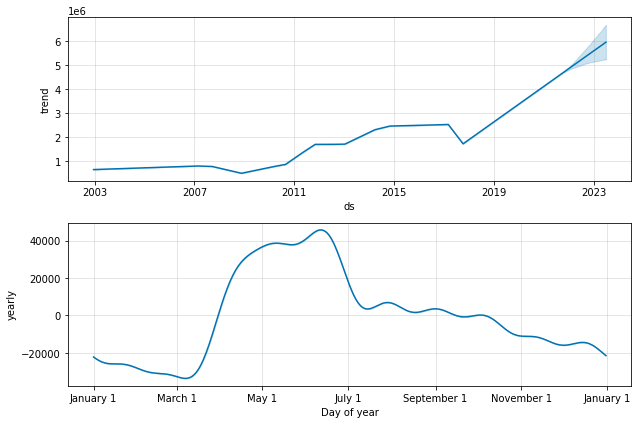 1e6
6
5
4
3
2
1
trend
2003 2007 2011 2015 2019 2023
ds
40000
20000
0
−20000
yearly
January 1 March 1 May 1 July 1 September 1 November 1 January 1
Day of year